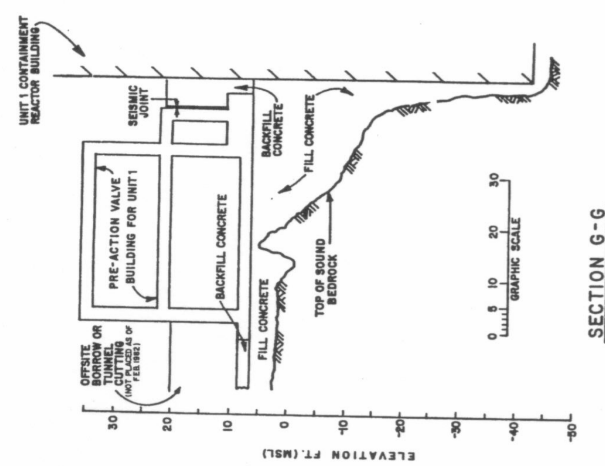 UNIT 1 CONTAINMENT
REACTOR BUILDING
SEISMIC
JOINT
PRE-ACTION VALVE
BUILDING FOR UNIT 1
OFFSITE
BORROW OR
TUNNEL
CUTTING
(NOT PLACED AS OF
FEB. 1982)
BACKFILL CONCRETE
BACKFILL
CONCRETE
FILL CONCRETE
FILL CONCRETE
TOP OF SOUND
BEDROCK
ELEVATION FT. (MSL)
30
20
10
0
-10
-20
-30
-40
-50
0 5 10 20 30
GRAPHIC SCALE
SECTION G-G